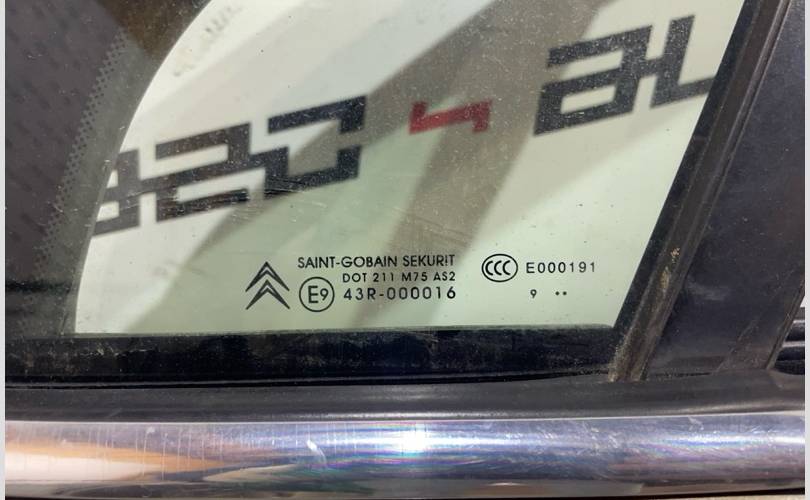 SAINT-GOBAIN SEKURIT
DOT 211 M75 AS2
E9 43R-000016
CCC E000191
9 ••